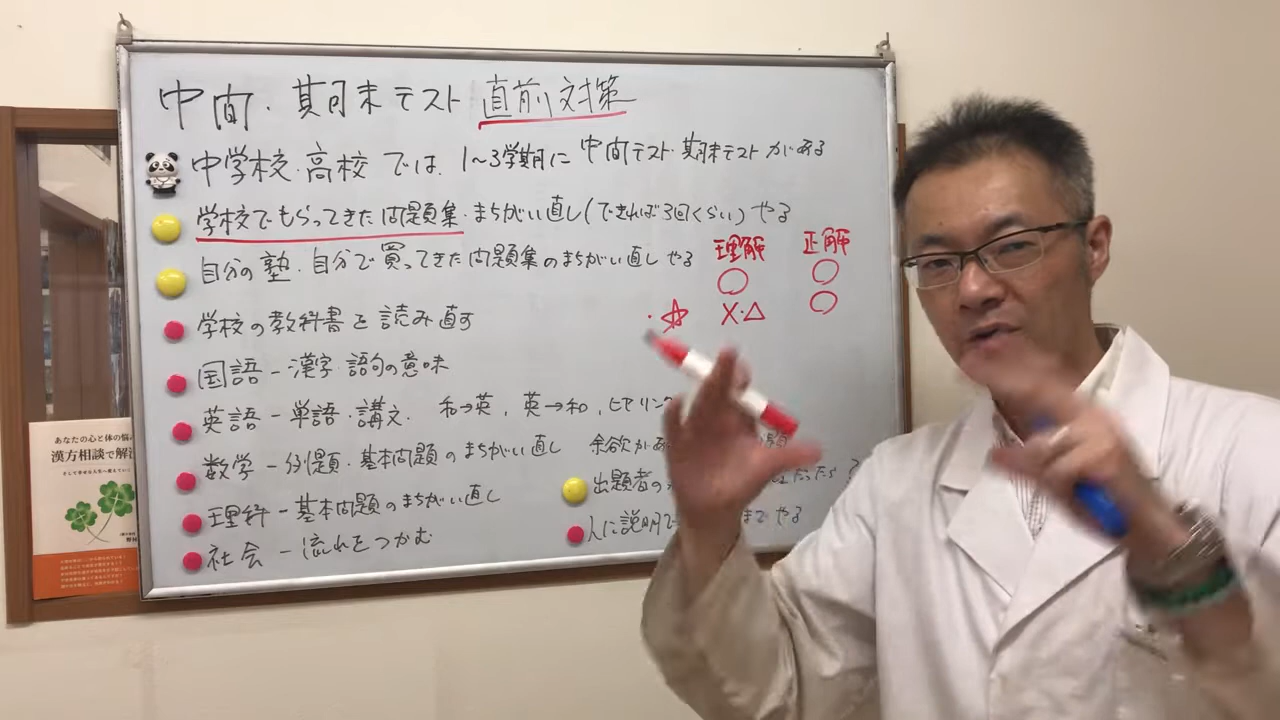 中間・期末テスト 直前対策
中学校・高校では、1~3学期に 中間テスト・期末テストがある
学校でもらってきた問題集・まちがい直し(できれば3回くらい)やる
自分の塾・自分で買ってきた問題集のまちがい直しやる
理解 正解
○ ○
・☆ X・△ ○
学校の教科書を読み直す
国語-漢字・語句の意味
英語-単語・講文. 和→英, 英→和, ヒヤリング
数学-例題・基本問題のまちがい直し 余欲があ 題
理科-基本問題のまちがい直し 出題者の だったら?
社会-流れをつかむ 人に説明で までやる
あなたの心と体の悩み
漢方相談で解決